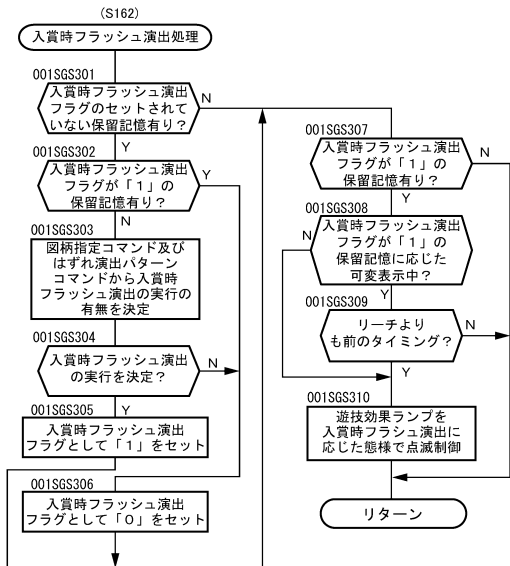 (S162)
入賞時フラッシュ演出処理
001SGS301
入賞時フラッシュ演出
フラグのセットされて
いない保留記憶有り?
N
Y
001SGS302
入賞時フラッシュ演出
フラグが「1」の
保留記憶有り?
Y
N
001SGS303
図柄指定コマンド及び
はずれ演出パターン
コマンドから入賞時
フラッシュ演出の実行の
有無を決定
001SGS304
入賞時フラッシュ演出
の実行を決定?
N
Y
001SGS305
入賞時フラッシュ演出
フラグとして「1」をセット
001SGS306
入賞時フラッシュ演出
フラグとして「0」をセット
001SGS307
入賞時フラッシュ演出
フラグが「1」の
保留記憶有り?
N
Y
001SGS308
入賞時フラッシュ演出
フラグが「1」の
保留記憶に応じた
可変表示中?
N
Y
001SGS309
リーチより
も前のタイミング?
N
Y
001SGS310
遊技効果ランプを
入賞時フラシュ演出に
応じた態様で点滅制御
リターン